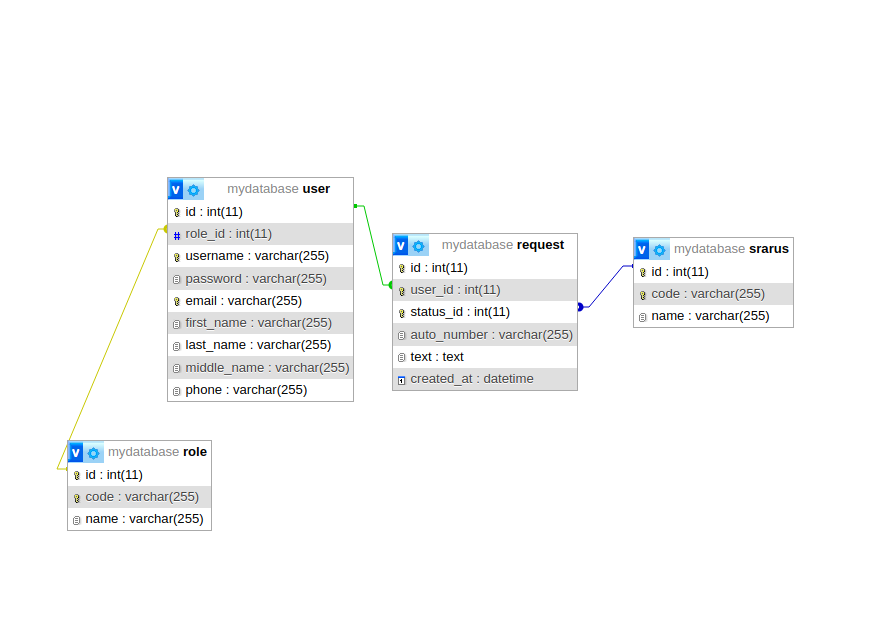 v mydatabase user
id : int(11)
# role_id : int(11)
username : varchar(255)
password : varchar(255)
email : varchar(255)
first_name : varchar(255)
last_name : varchar(255)
middle_name : varchar(255)
phone : varchar(255)
v mydatabase request
id : int(11)
user_id : int(11)
status_id : int(11)
auto_number : varchar(255)
text : text
created_at : datetime
v mydatabase srarus
id : int(11)
code : varchar(255)
name : varchar(255)
v mydatabase role
id : int(11)
code : varchar(255)
name : varchar(255)